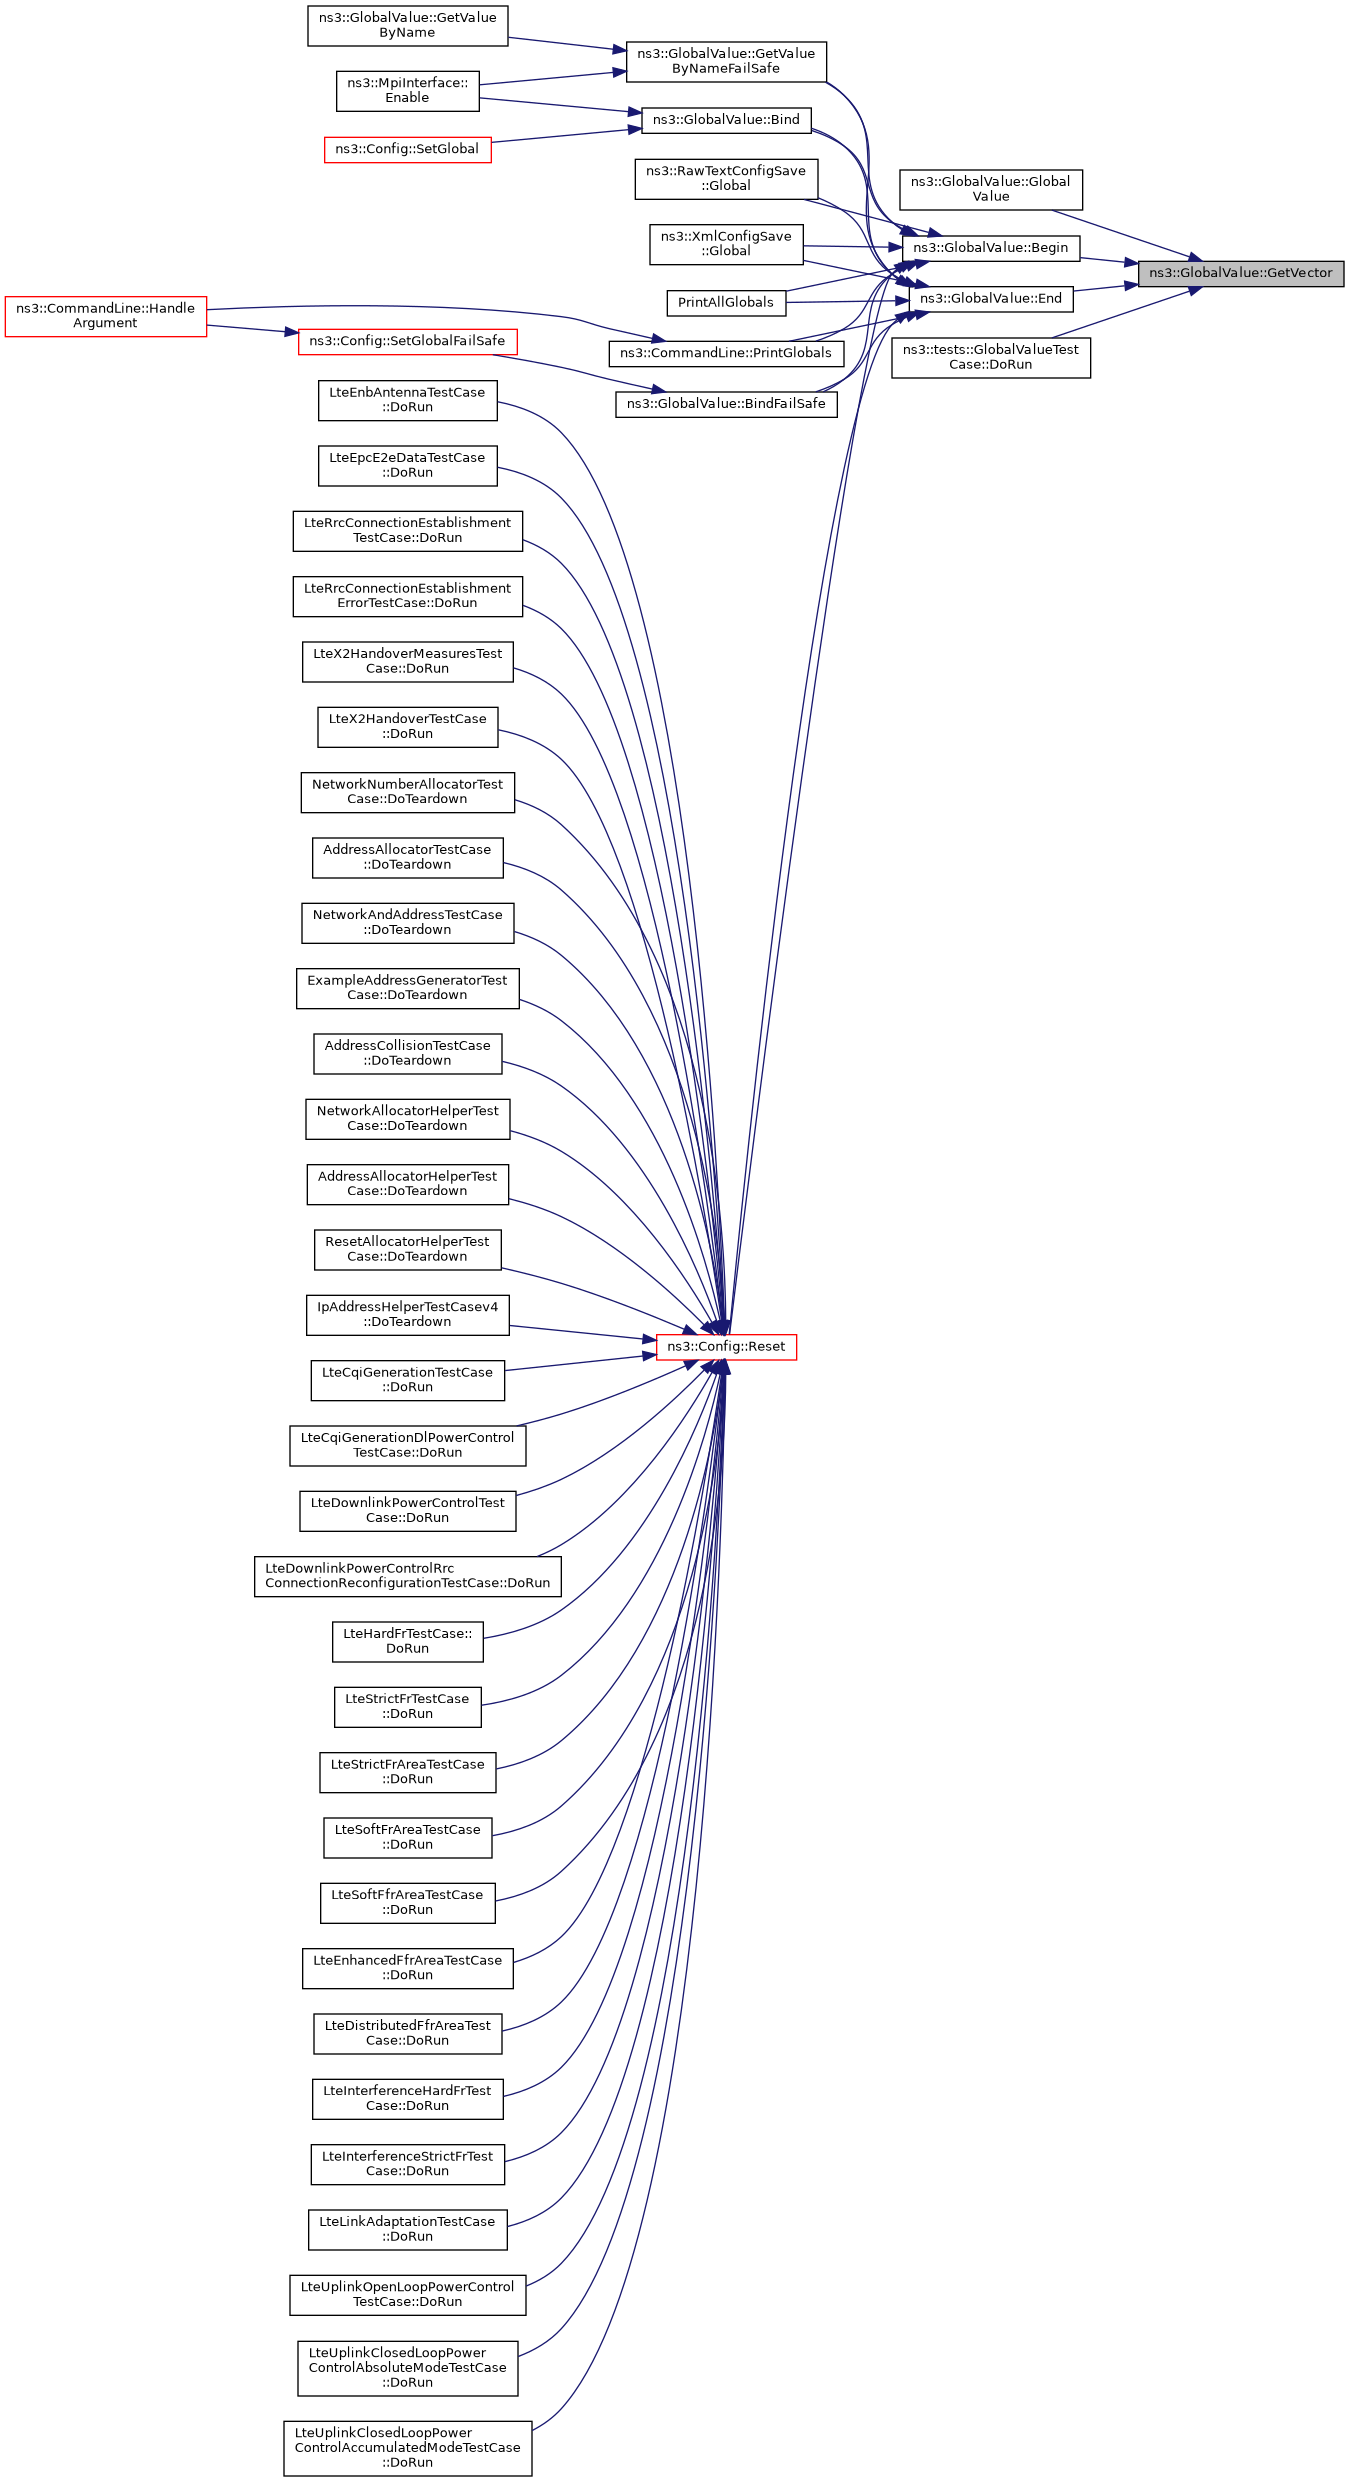 ns3::GlobalValue::GetValue
ByName
ns3::GlobalValue::GetValue
ByNameFailSafe
ns3::MpiInterface::
Enable
ns3::GlobalValue::Bind
ns3::Config::SetGlobal
ns3::RawTextConfigSave
::Global
ns3::GlobalValue::Global
Value
ns3::XmlConfigSave
::Global
ns3::GlobalValue::Begin
ns3::GlobalValue::GetVector
PrintAllGlobals
ns3::GlobalValue::End
ns3::CommandLine::Handle
Argument
ns3::Config::SetGlobalFailSafe
ns3::CommandLine::PrintGlobals
ns3::tests::GlobalValueTest
Case::DoRun
ns3::GlobalValue::BindFailSafe
LteEnbAntennaTestCase
::DoRun
LteEpcE2eDataTestCase
::DoRun
LteRrcConnectionEstablishment
TestCase::DoRun
LteRrcConnectionEstablishment
ErrorTestCase::DoRun
LteX2HandoverMeasuresTest
Case::DoRun
LteX2HandoverTestCase
::DoRun
NetworkNumberAllocatorTest
Case::DoTeardown
AddressAllocatorTestCase
::DoTeardown
NetworkAndAddressTestCase
::DoTeardown
ExampleAddressGeneratorTest
Case::DoTeardown
AddressCollisionTestCase
::DoTeardown
NetworkAllocatorHelperTest
Case::DoTeardown
AddressAllocatorHelperTest
Case::DoTeardown
ResetAllocatorHelperTest
Case::DoTeardown
IpAddressHelperTestCasev4
::DoTeardown
ns3::Config::Reset
LteCqiGenerationTestCase
::DoRun
LteCqiGenerationDlPowerControl
TestCase::DoRun
LteDownlinkPowerControlTest
Case::DoRun
LteDownlinkPowerControlRrc
ConnectionReconfigurationTestCase::DoRun
LteHardFrTestCase::
DoRun
LteStrictFrTestCase
::DoRun
LteStrictFrAreaTestCase
::DoRun
LteSoftFrAreaTestCase
::DoRun
LteSoftFfrAreaTestCase
::DoRun
LteEnhancedFfrAreaTestCase
::DoRun
LteDistributedFfrAreaTest
Case::DoRun
LteInterferenceHardFrTest
Case::DoRun
LteInterferenceStrictFrTest
Case::DoRun
LteLinkAdaptationTestCase
::DoRun
LteUplinkOpenLoopPowerControl
TestCase::DoRun
LteUplinkClosedLoopPower
ControlAbsoluteModeTestCase
::DoRun
LteUplinkClosedLoopPower
ControlAccumulatedModeTestCase
::DoRun